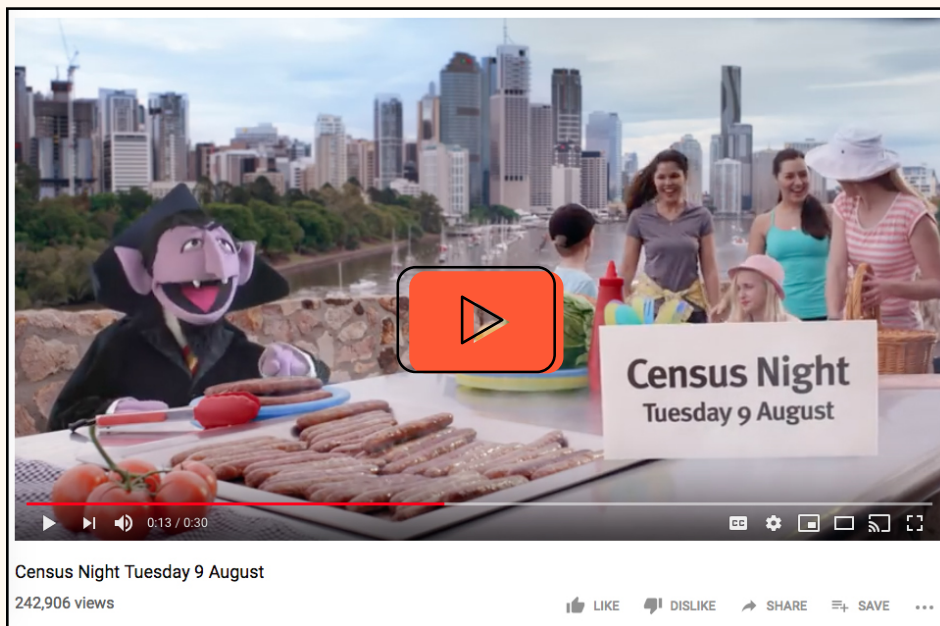 Census Night
Tuesday 9 August
0:13 / 0:30
CC
Census Night Tuesday 9 August
242,906 views
LIKE
DISLIKE
SHARE
SAVE